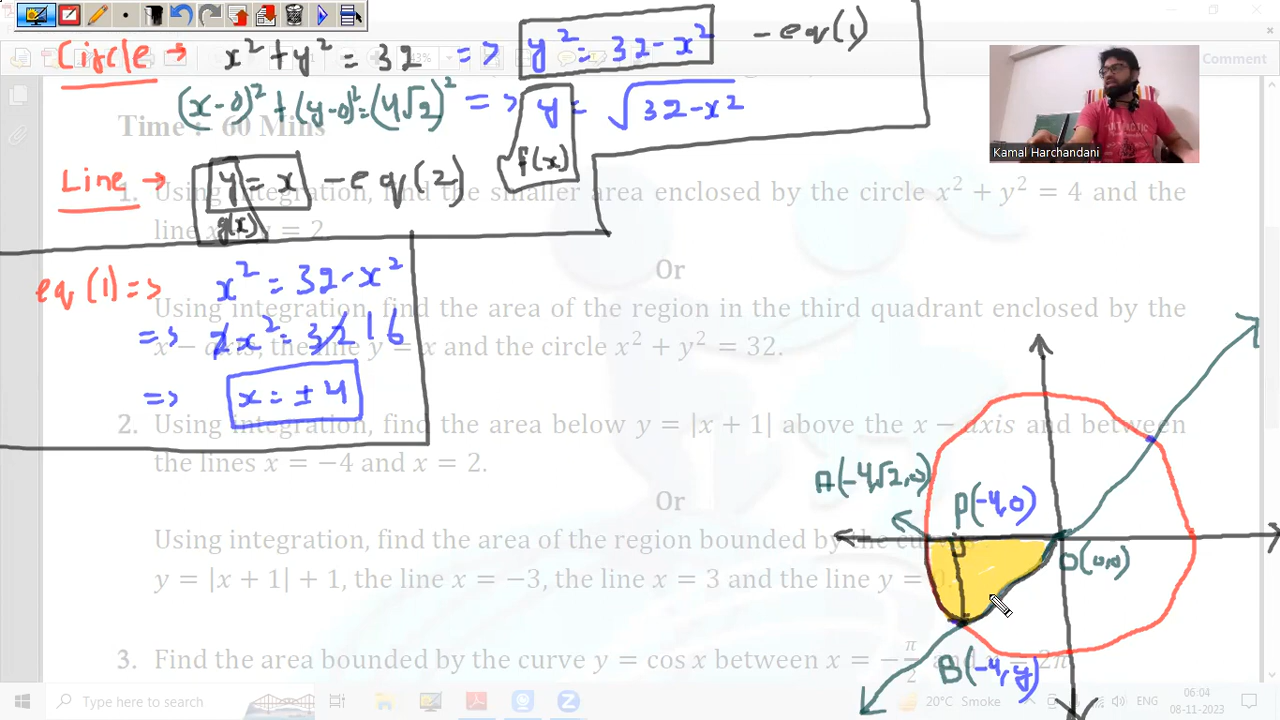 Comment
Circle → x² + y² = 32 => y² = 32 - x² - eq(1)
(x-0)² + (y-0)² = (4√2)² => y = √32-x²
f(x)
Time : 60 Mins
Kamal Harchandani
Line → y = x - eq(2)
g(x)
1. Using integration, find the smaller area enclosed by the circle x² + y² = 4 and the
line x + y = 2
Or
eq(1) => x² = 32 - x²
=> 2x² = 32 16
=> x = ±4
Using integration, find the area of the region in the third quadrant enclosed by the
x − axis, the line y = x and the circle x² + y² = 32.
2. Using integration, find the area below y = |x + 1| above the x − axis and between
the lines x = −4 and x = 2.
Or
Using integration, find the area of the region bounded by the curves
y = |x + 1| + 1, the line x = −3, the line x = 3 and the line y = 0.
3. Find the area bounded by the curve y = cos x between x = −π/2 and x = 2π
A(-4√2,0)
P(-4,0)
O(0,0)
B(-4,y)
Type here to search
20°C Smoke
ENG
06:04
08-11-2023